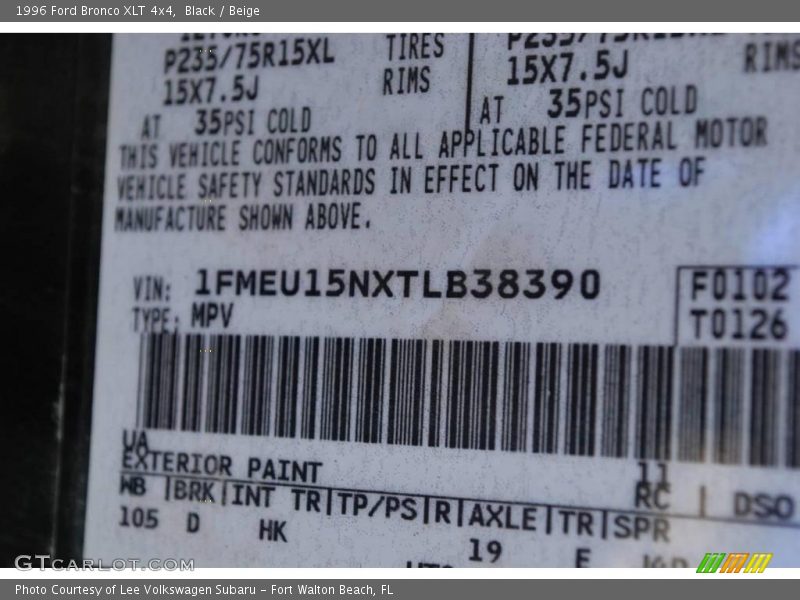 1996 Ford Bronco XLT 4x4, Black / Beige
P235/75R15XL TIRES
15X7.5J RIMS 15X7.5J RIMS
AT 35PSI COLD AT 35PSI COLD
THIS VEHICLE CONFORMS TO ALL APPLICABLE FEDERAL MOTOR
VEHICLE SAFETY STANDARDS IN EFFECT ON THE DATE OF
MANUFACTURE SHOWN ABOVE.
VIN: 1FMEU15NXTLB38390 F0102
TYPE: MPV T0126
UA
EXTERIOR PAINT 11
WB |BRK|INT TR|TP/PS|R|AXLE|TR|SPR RC | DSO
105 D HK 19 E
GTCARLOT.COM
Photo Courtesy of Lee Volkswagen Subaru - Fort Walton Beach, FL